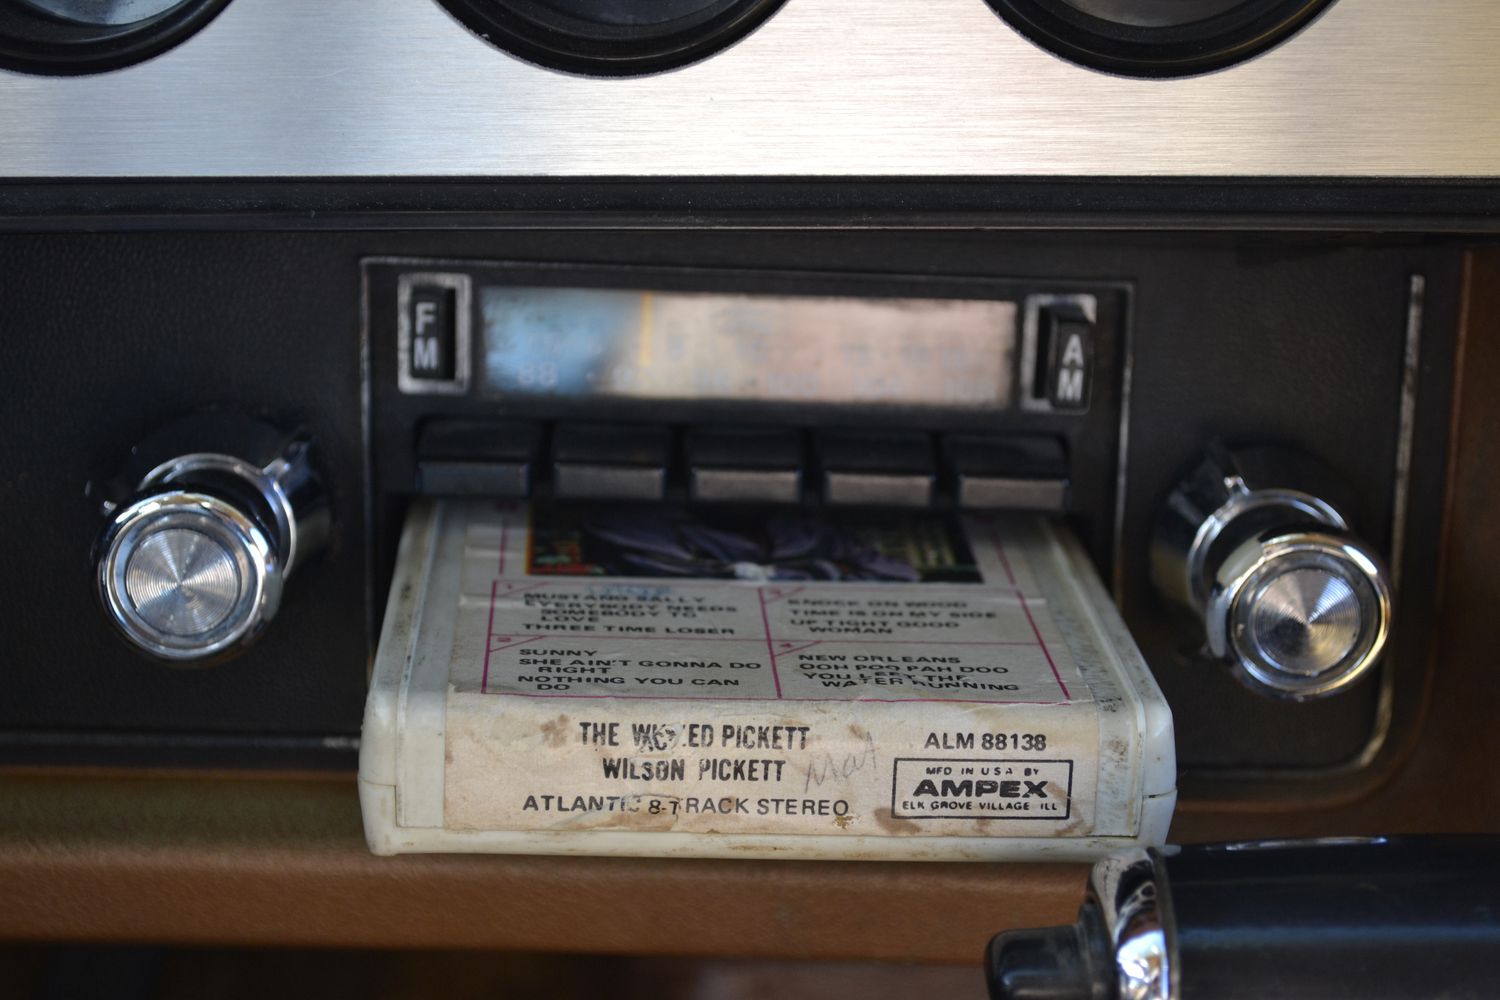 FM
AM
88
MUSTANG SALLY
EVERYBODY NEEDS
SOMEBODY TO
LOVE
THREE TIME LOSER
2
SUNNY
SHE AIN'T GONNA DO
RIGHT
NOTHING YOU CAN
DO
KNOCK ON WOOD
TIME IS ON MY SIDE
UP TIGHT GOOD
WOMAN
4
NEW ORLEANS
OOH POO PAH DOO
YOU LEFT THE
WATER RUNNING
THE WICKED PICKETT
WILSON PICKETT
ATLANTIC 8-TRACK STEREO
ALM 88138
MFD IN USA BY
AMPEX
ELK GROVE VILLAGE ILL